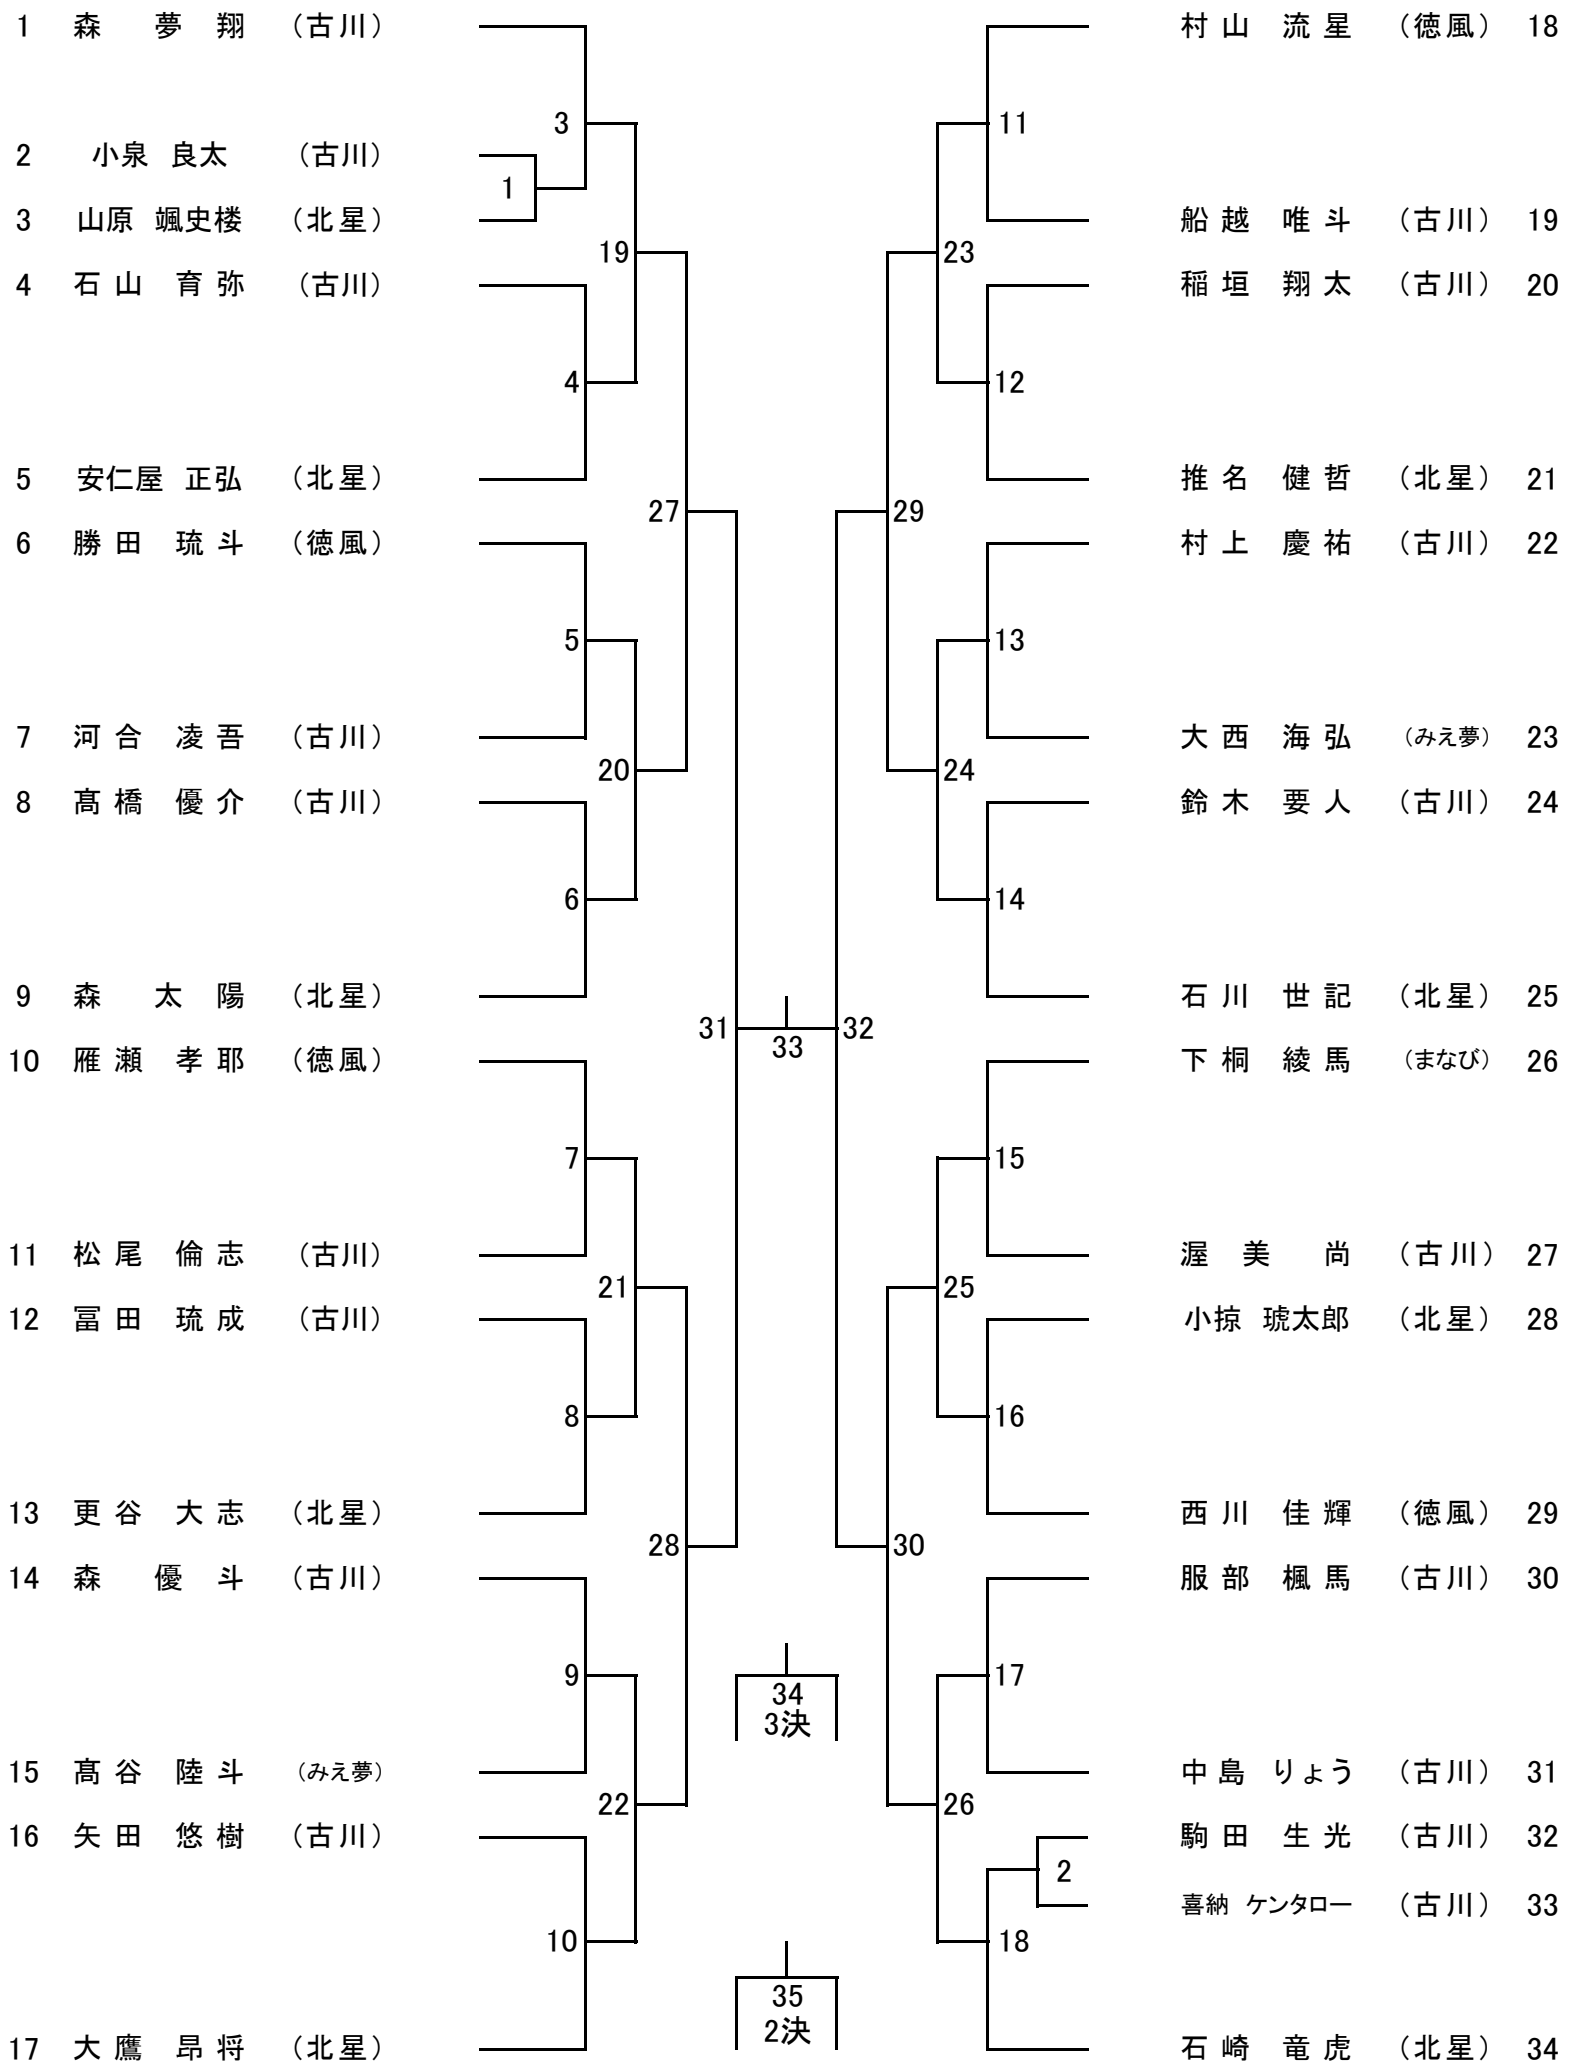 1 森 夢 翔 (古川) 村山 流星 (徳風) 18
3 11
2 小泉 良太 (古川)
1
3 山原 颯史楼 (北星) 船越 唯斗 (古川) 19
19 23
4 石山 育弥 (古川) 稲垣 翔太 (古川) 20
4 12
5 安仁屋 正弘 (北星) 推名 健哲 (北星) 21
27 29
6 勝田 琉斗 (徳風) 村上 慶祐 (古川) 22
5 13
7 河合 凌吾 (古川) 大西 海弘 (みえ夢) 23
20 24
8 髙橋 優介 (古川) 鈴木 要人 (古川) 24
6 14
9 森 太陽 (北星) 石川 世記 (北星) 25
31 33 32
10 雁瀬 孝耶 (徳風) 下桐 綾馬 (まなび) 26
7 15
11 松尾 倫志 (古川) 渥美 尚 (古川) 27
21 25
12 冨田 琉成 (古川) 小掠 琥太郎 (北星) 28
8 16
13 更谷 大志 (北星) 西川 佳輝 (徳風) 29
28 30
14 森 優斗 (古川) 服部 楓馬 (古川) 30
9 17
34
3決
15 髙谷 陸斗 (みえ夢) 中島 りょう (古川) 31
22 26
16 矢田 悠樹 (古川) 駒田 生光 (古川) 32
2
喜納 ケンタロー (古川) 33
10 18
35
2決
17 大鷹 昂将 (北星) 石崎 竜虎 (北星) 34